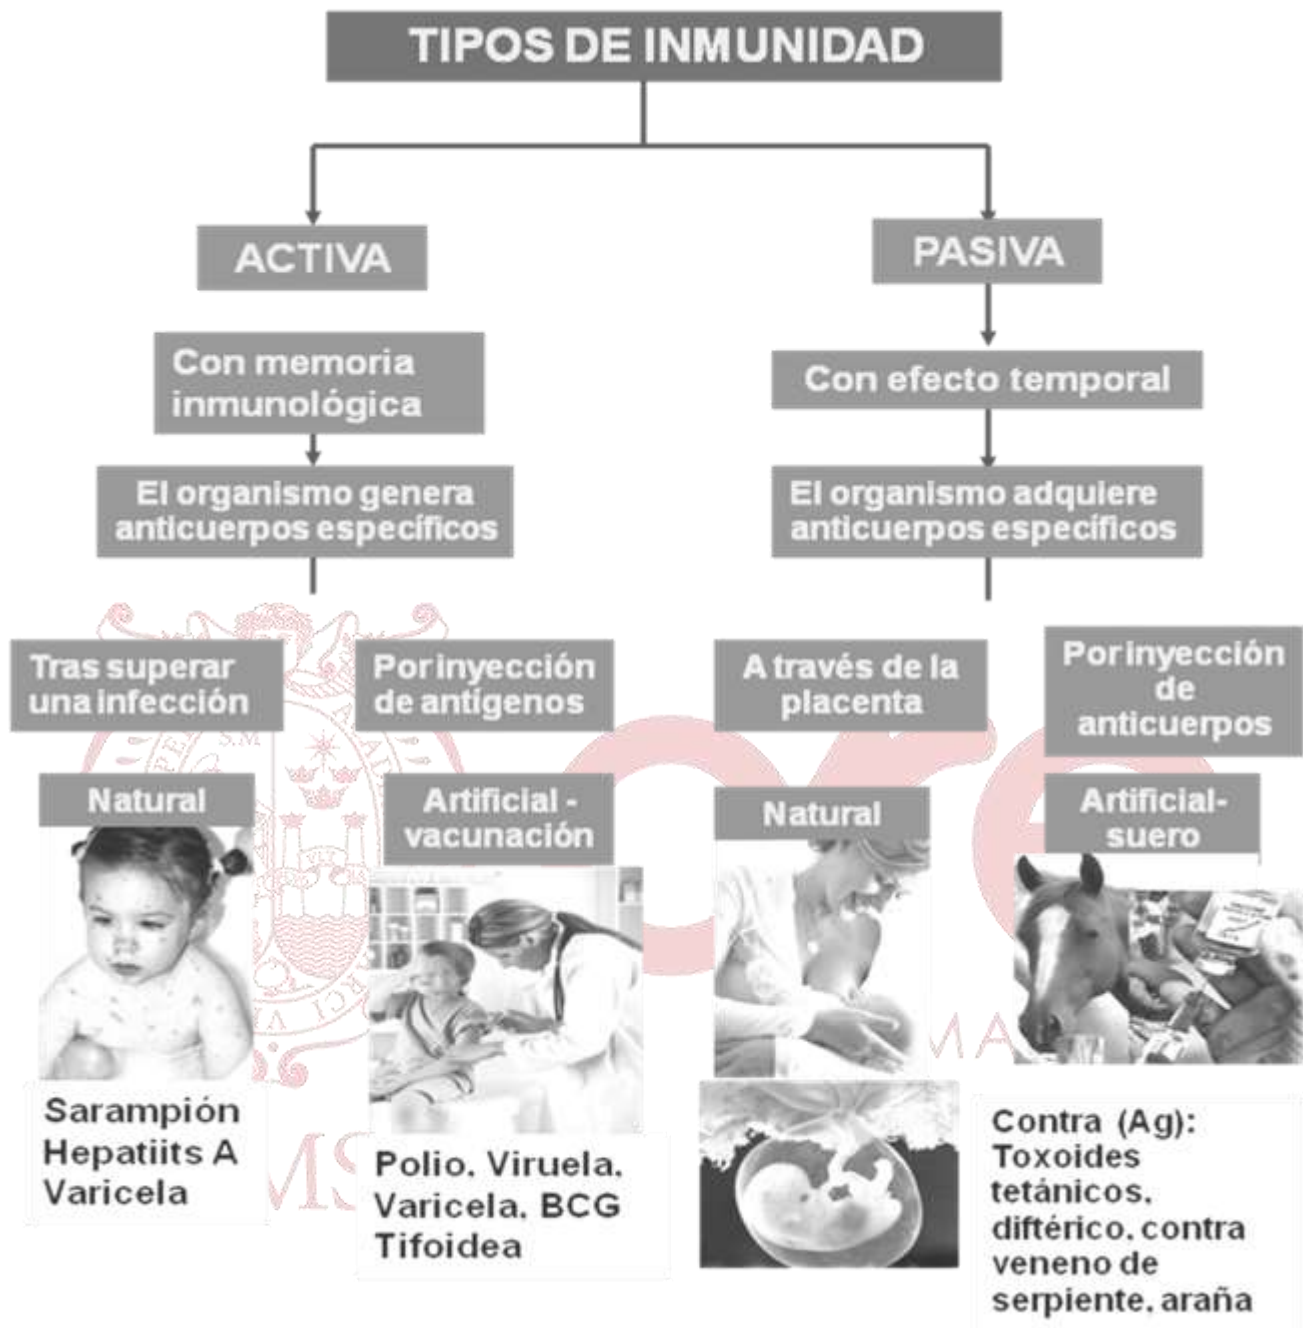 TIPOS DE INMUNIDAD
ACTIVA
PASIVA
Con memoria
inmunológica
Con efecto temporal
El organismo genera
anticuerpos específicos
El organismo adquiere
anticuerpos específicos
Tras superar
una infección
Por inyección
de antígenos
A través de la
placenta
Por inyección
de
anticuerpos
Natural
Artificial -
vacunación
Natural
Artificial-
suero
Sarampión
Hepatiits A
Varicela
Polio, Viruela,
Varicela, BCG
Tifoidea
Contra (Ag):
Toxoides
tetánicos,
diftérico, contra
veneno de
serpiente, araña